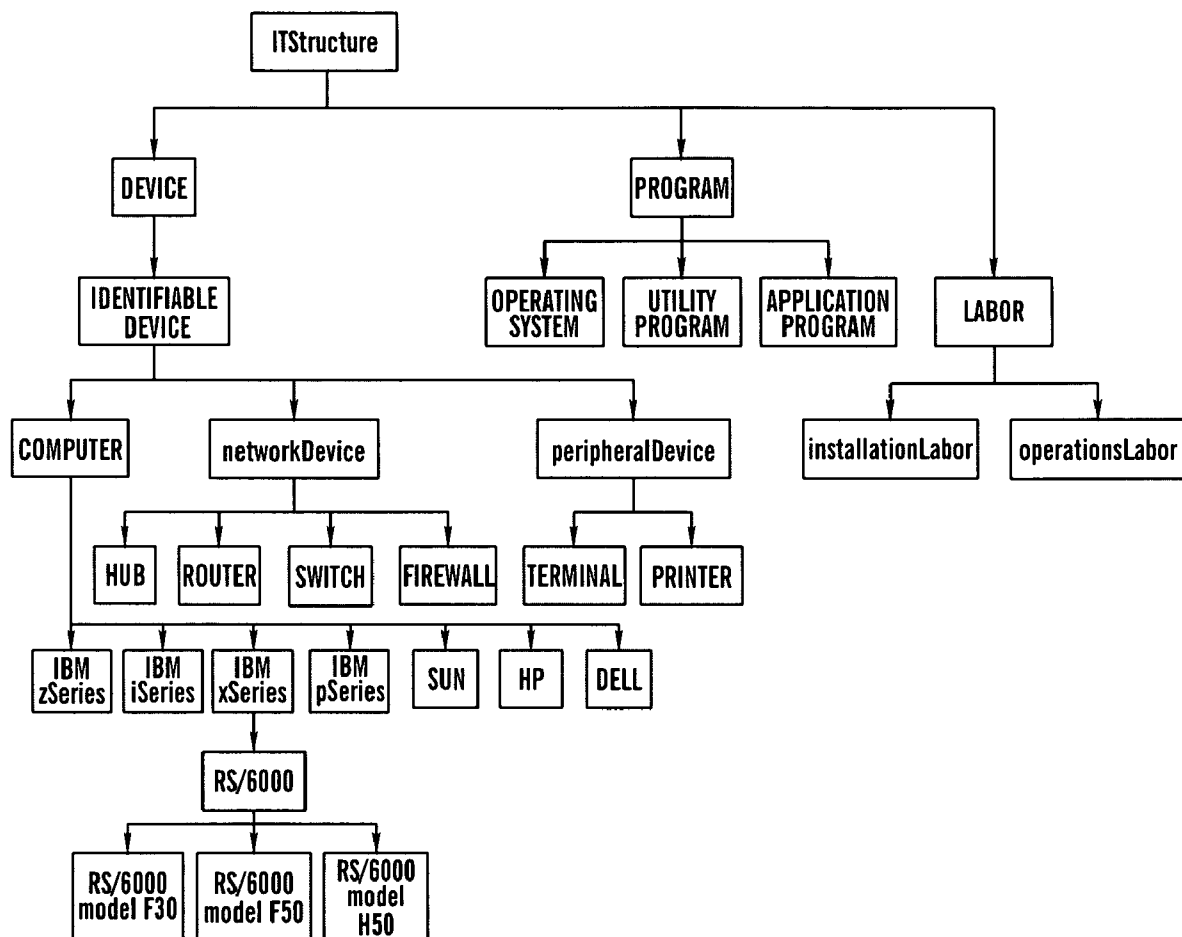 ITStructure
DEVICE
PROGRAM
IDENTIFIABLE
DEVICE
OPERATING
SYSTEM
UTILITY
PROGRAM
APPLICATION
PROGRAM
LABOR
COMPUTER
networkDevice
peripheralDevice
installationLabor
operationsLabor
HUB
ROUTER
SWITCH
FIREWALL
TERMINAL
PRINTER
IBM
zSeries
IBM
iSeries
IBM
xSeries
IBM
pSeries
SUN
HP
DELL
RS/6000
RS/6000
model F30
RS/6000
model F50
RS/6000
model
H50